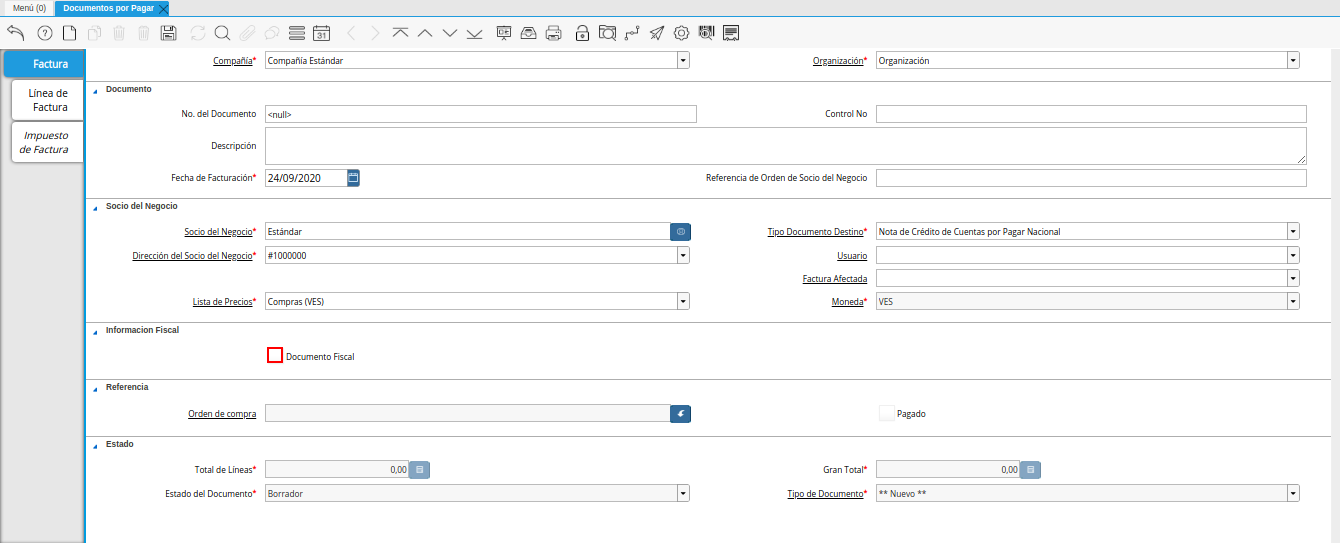 Menú (0) Documentos por Pagar
31
Factura
Compañía* Compañía Estándar Organización* Organización
Línea de
Factura
Impuesto
de Factura
Documento
No. del Documento <null> Control No
Descripción
Fecha de Facturación* 24/09/2020 Referencia de Orden de Socio del Negocio
Socio del Negocio
Socio del Negocio* Estándar Tipo Documento Destino* Nota de Crédito de Cuentas por Pagar Nacional
Dirección del Socio del Negocio* #1000000 Usuario
Factura Afectada
Lista de Precios* Compras (VES) Moneda* VES
Informacion Fiscal
Documento Fiscal
Referencia
Orden de compra Pagado
Estado
Total de Líneas* 0,00 Gran Total* 0,00
Estado del Documento* Borrador Tipo de Documento* ** Nuevo **